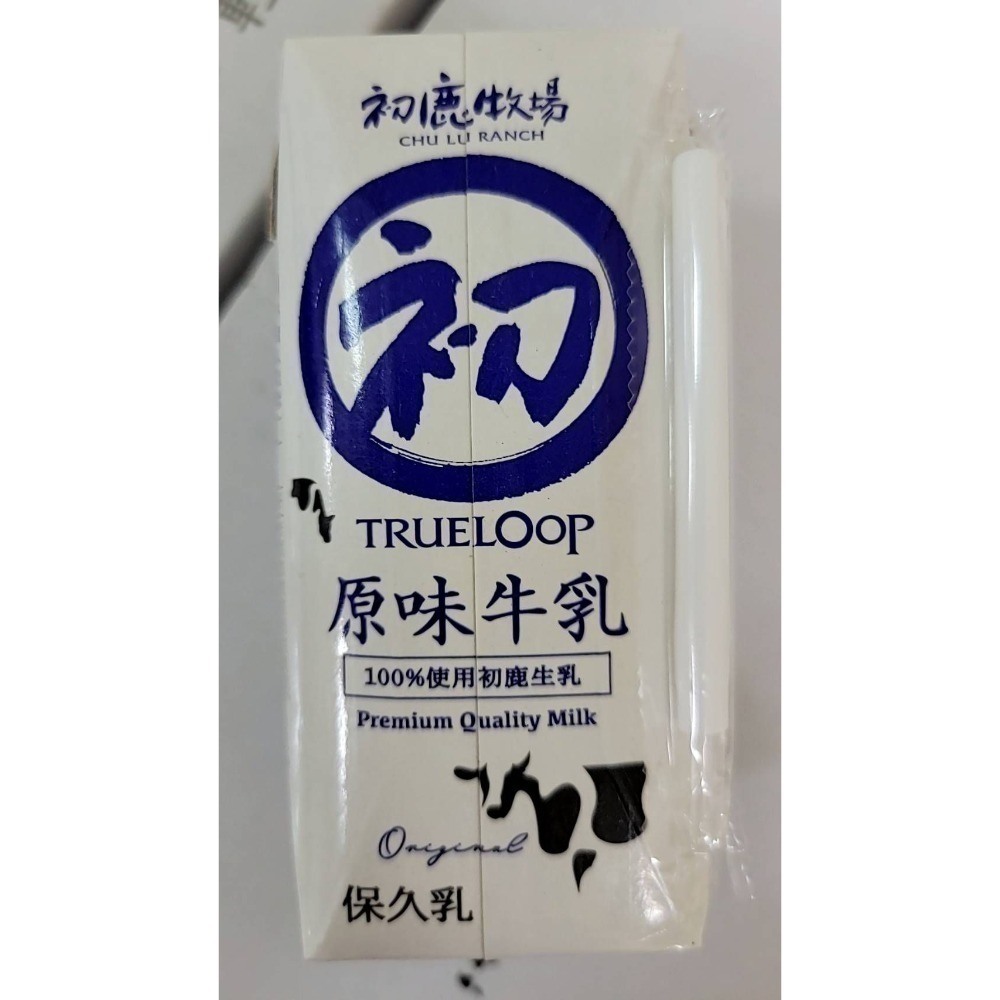 初鹿牧場
CHU LU RANCH
初
TRUELOOP
原味牛乳
100%使用初鹿生乳
Premium Quality Milk
Original
保久乳